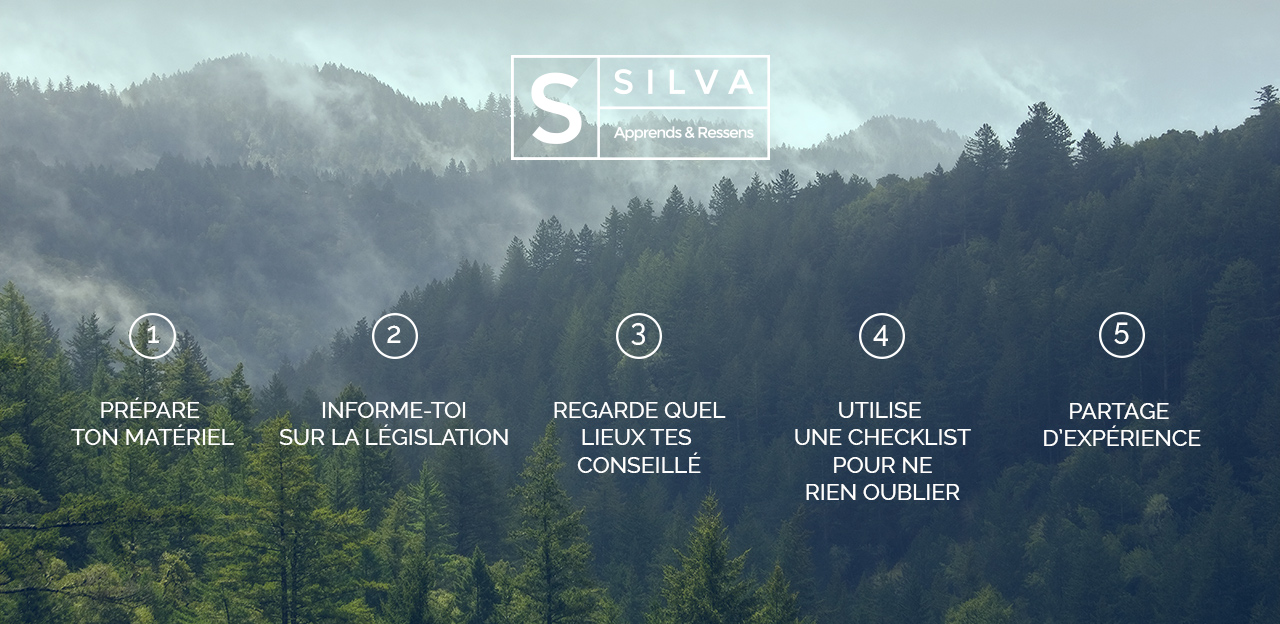 S
SILVA
Apprends & Ressens
1
PRÉPARE
TON MATÉRIEL
2
INFORME-TOI
SUR LA LÉGISLATION
3
REGARDE QUEL
LIEUX TES
CONSEILLÉ
4
UTILISE
UNE CHECKLIST
POUR NE
RIEN OUBLIER
5
PARTAGE
D'EXPÉRIENCE